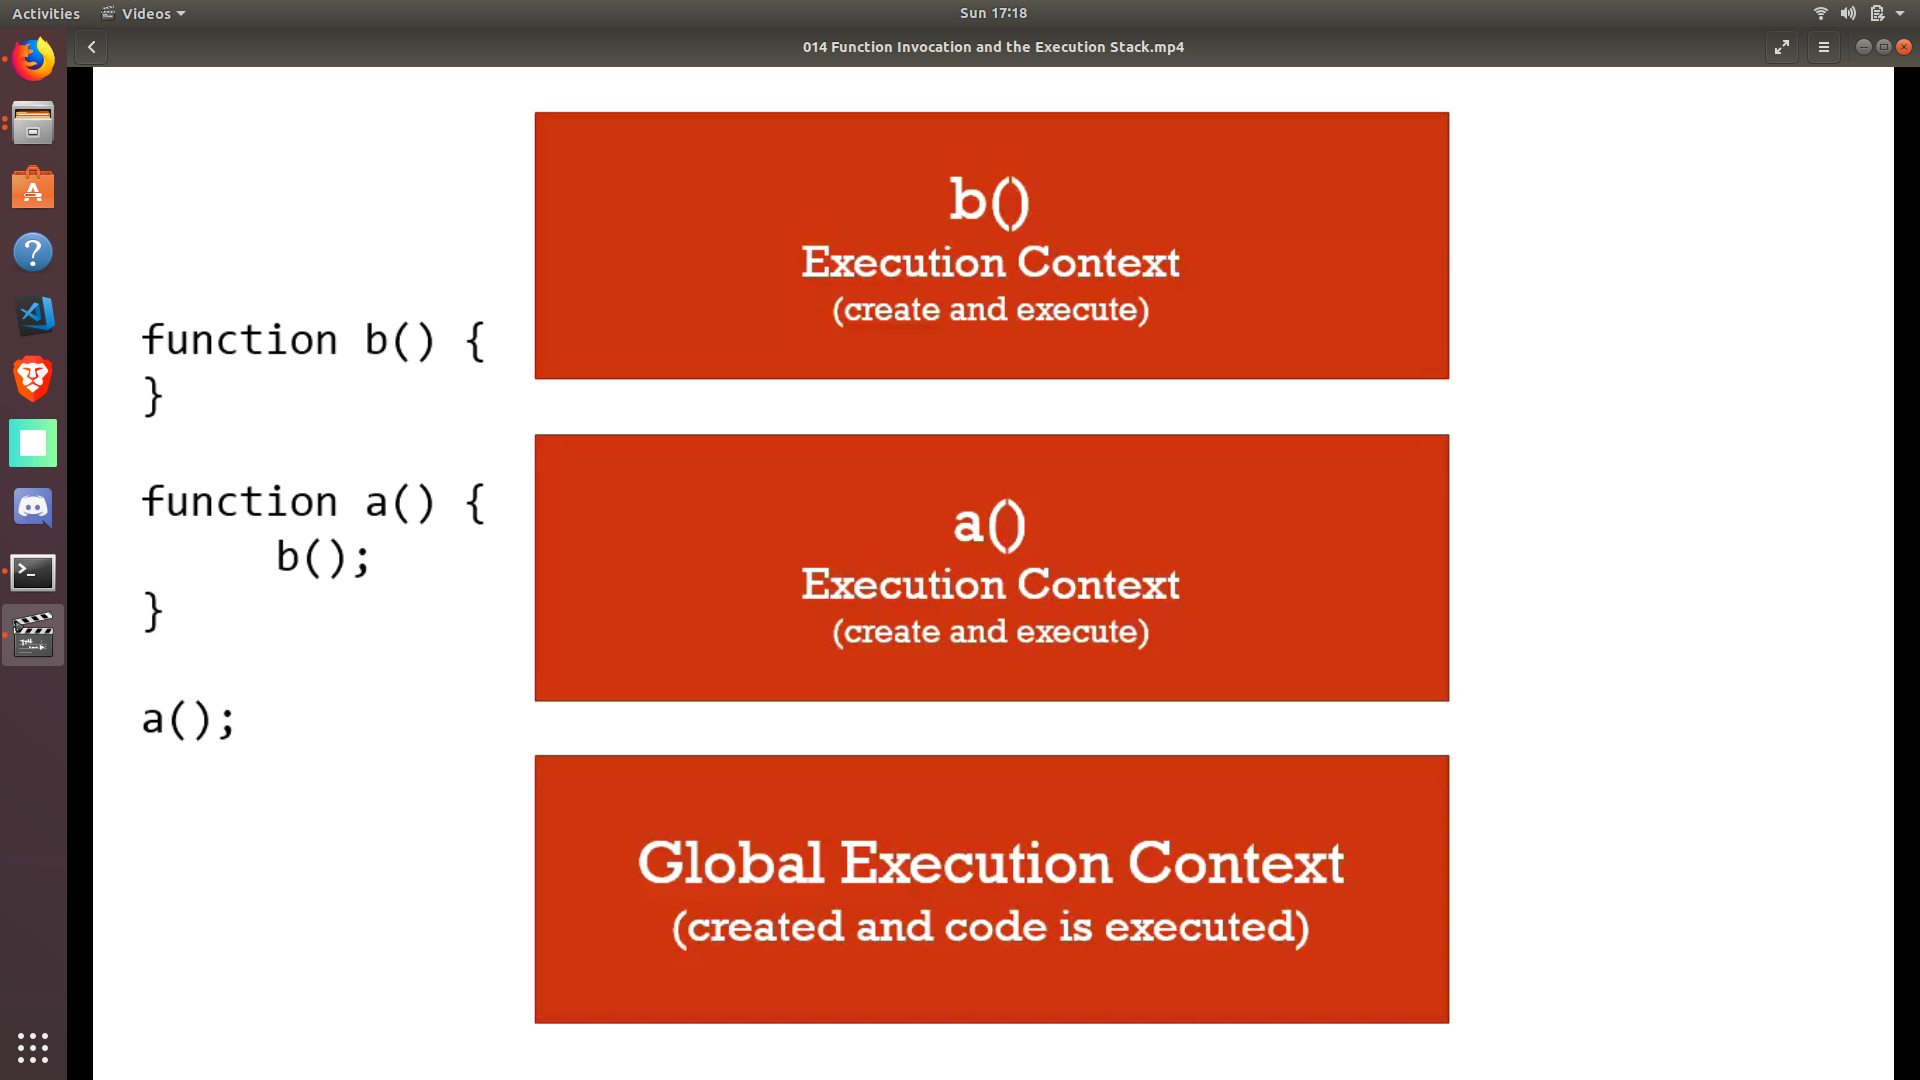 Activities
Videos
Sun 17:18
014 Function Invocation and the Execution Stack.mp4
function b() {
}
function a() {
b();
}
a();
b()
Execution Context
(create and execute)
a()
Execution Context
(create and execute)
Global Execution Context
(created and code is executed)